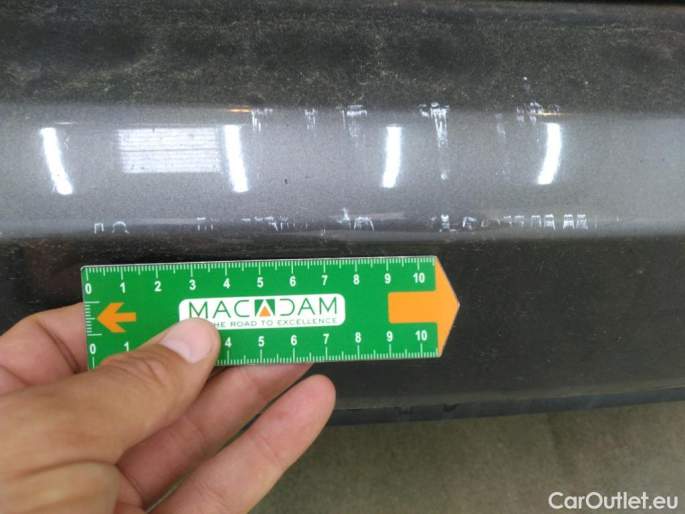 0 1 2 3 4 5 6 7 8 9 10
MACADAM
HE ROAD TO EXCELLENCE
0 1 4 5 6 7 8 9 10
CarOutlet.eu